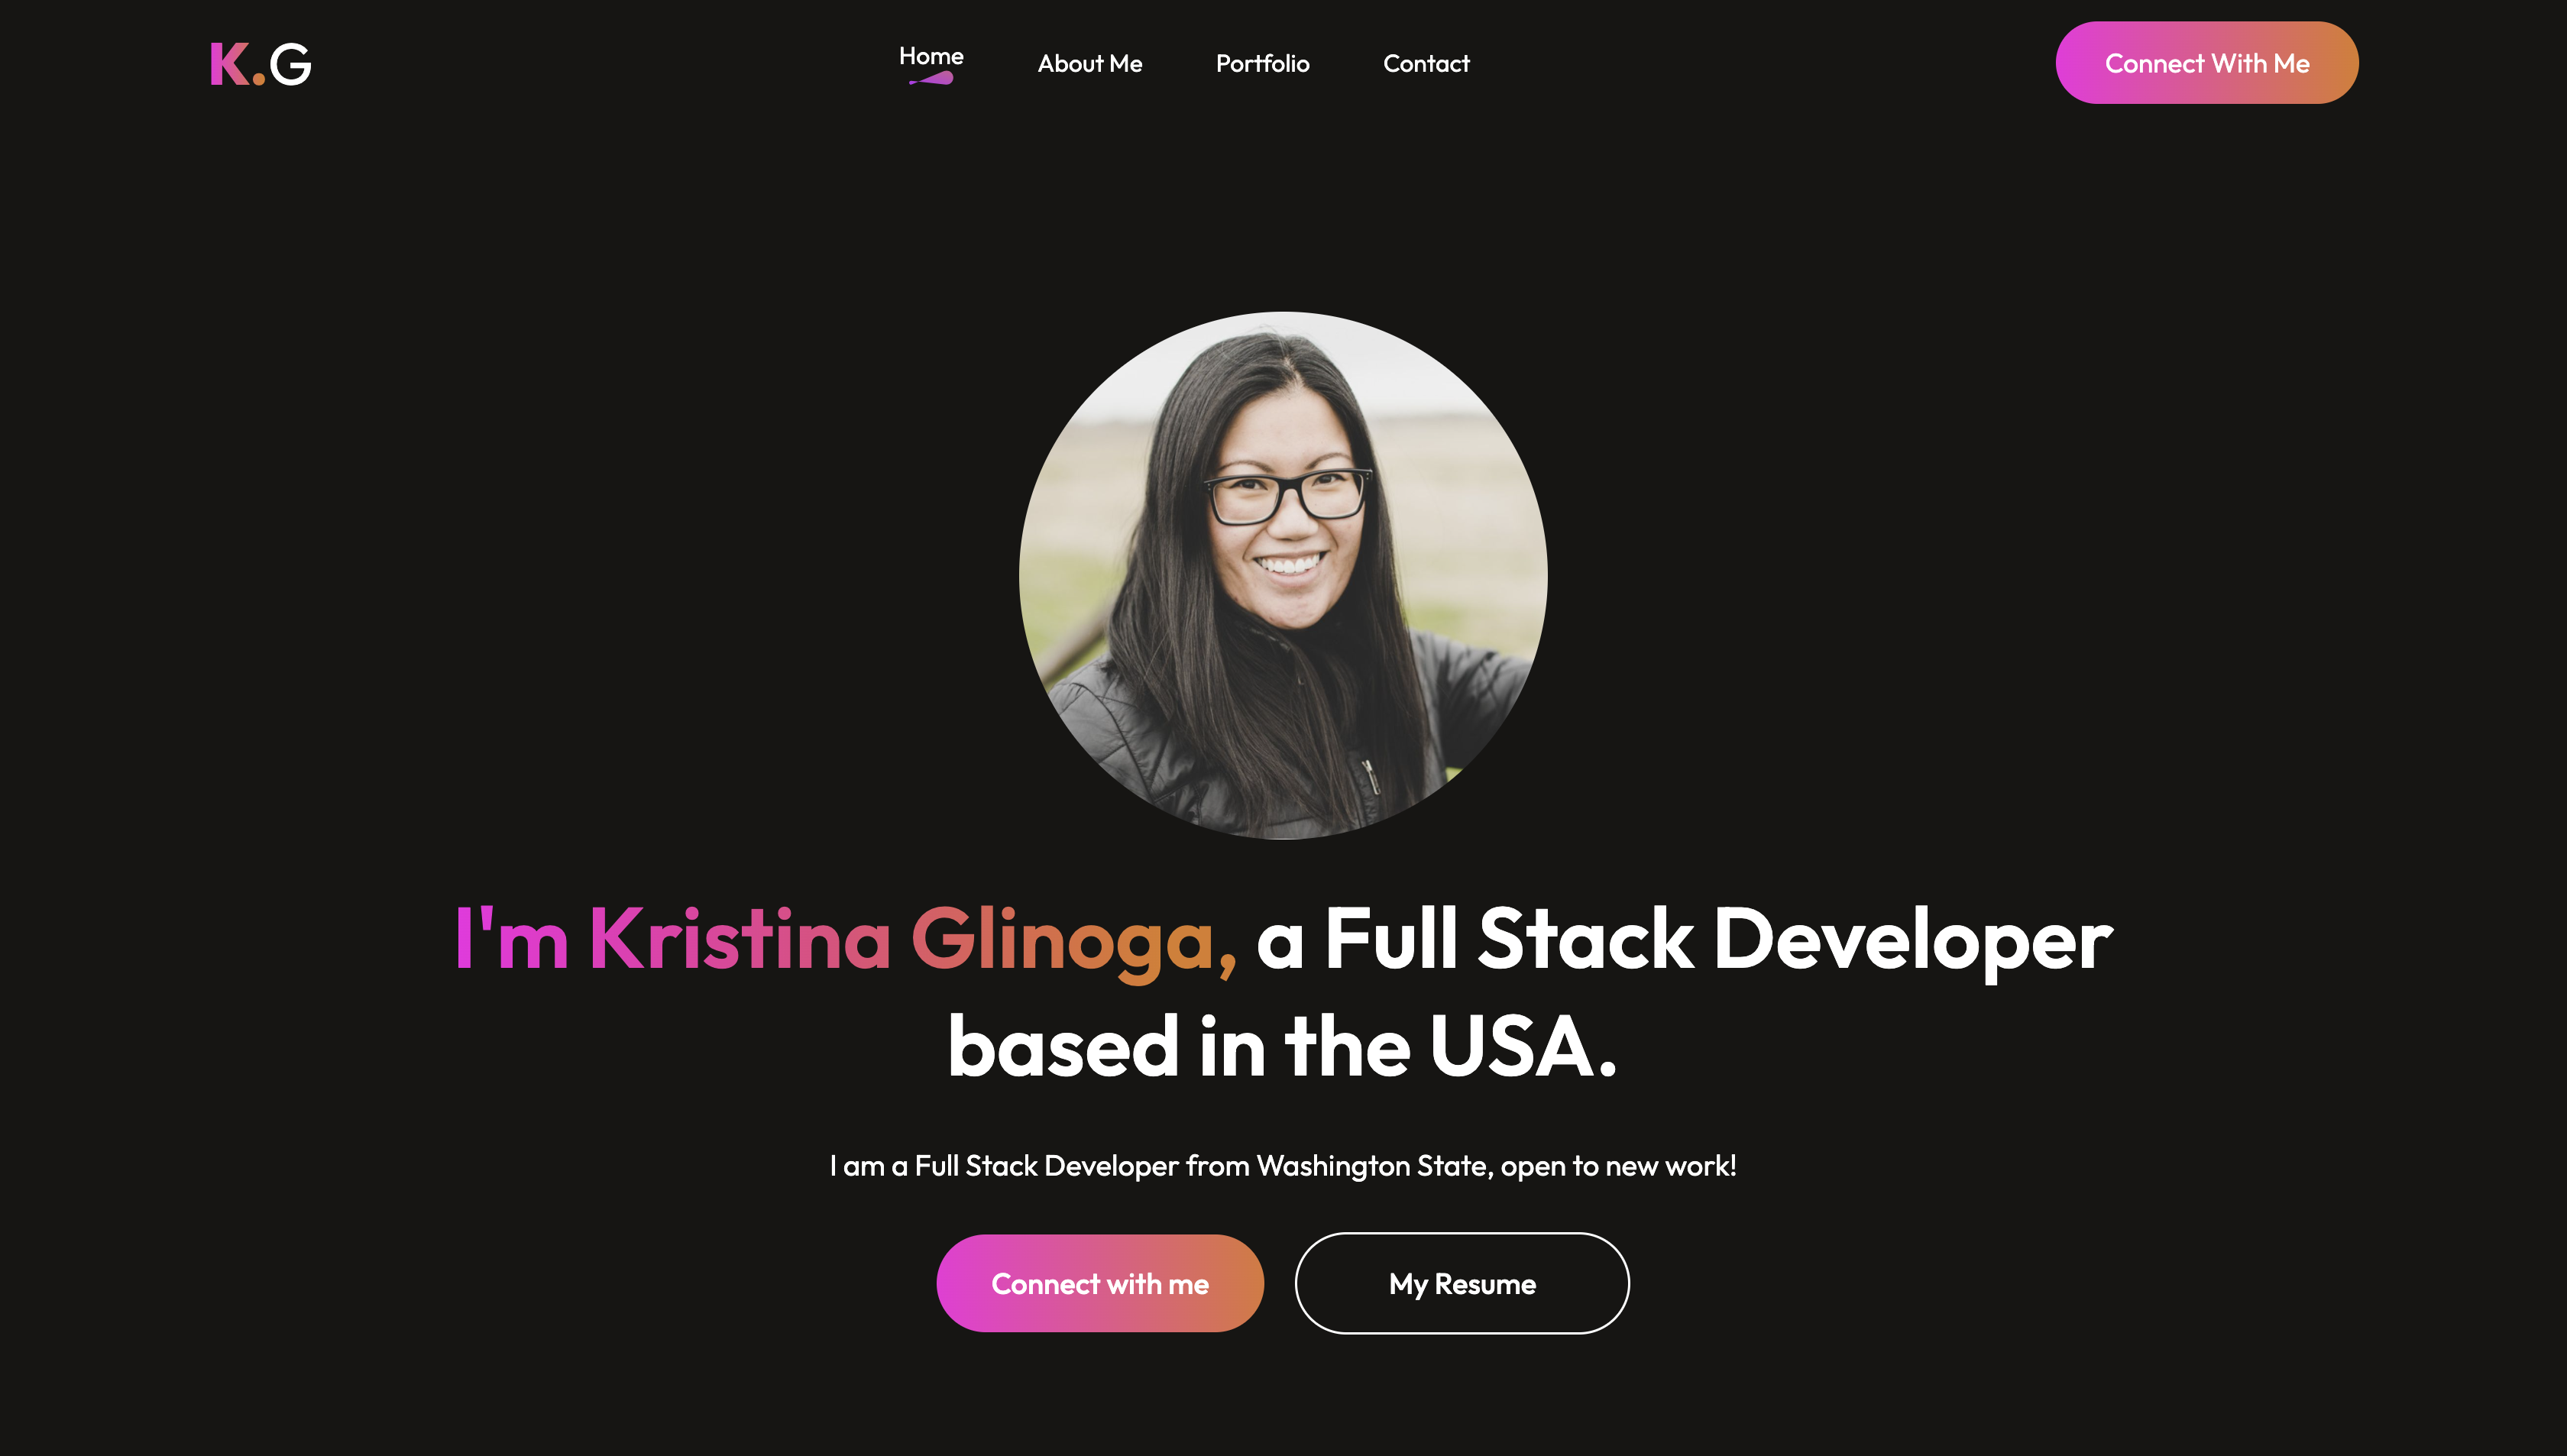 K.G
Home
About Me
Portfolio
Contact
Connect With Me
I'm Kristina Glinoga, a Full Stack Developer
based in the USA.
I am a Full Stack Developer from Washington State, open to new work!
Connect with me
My Resume